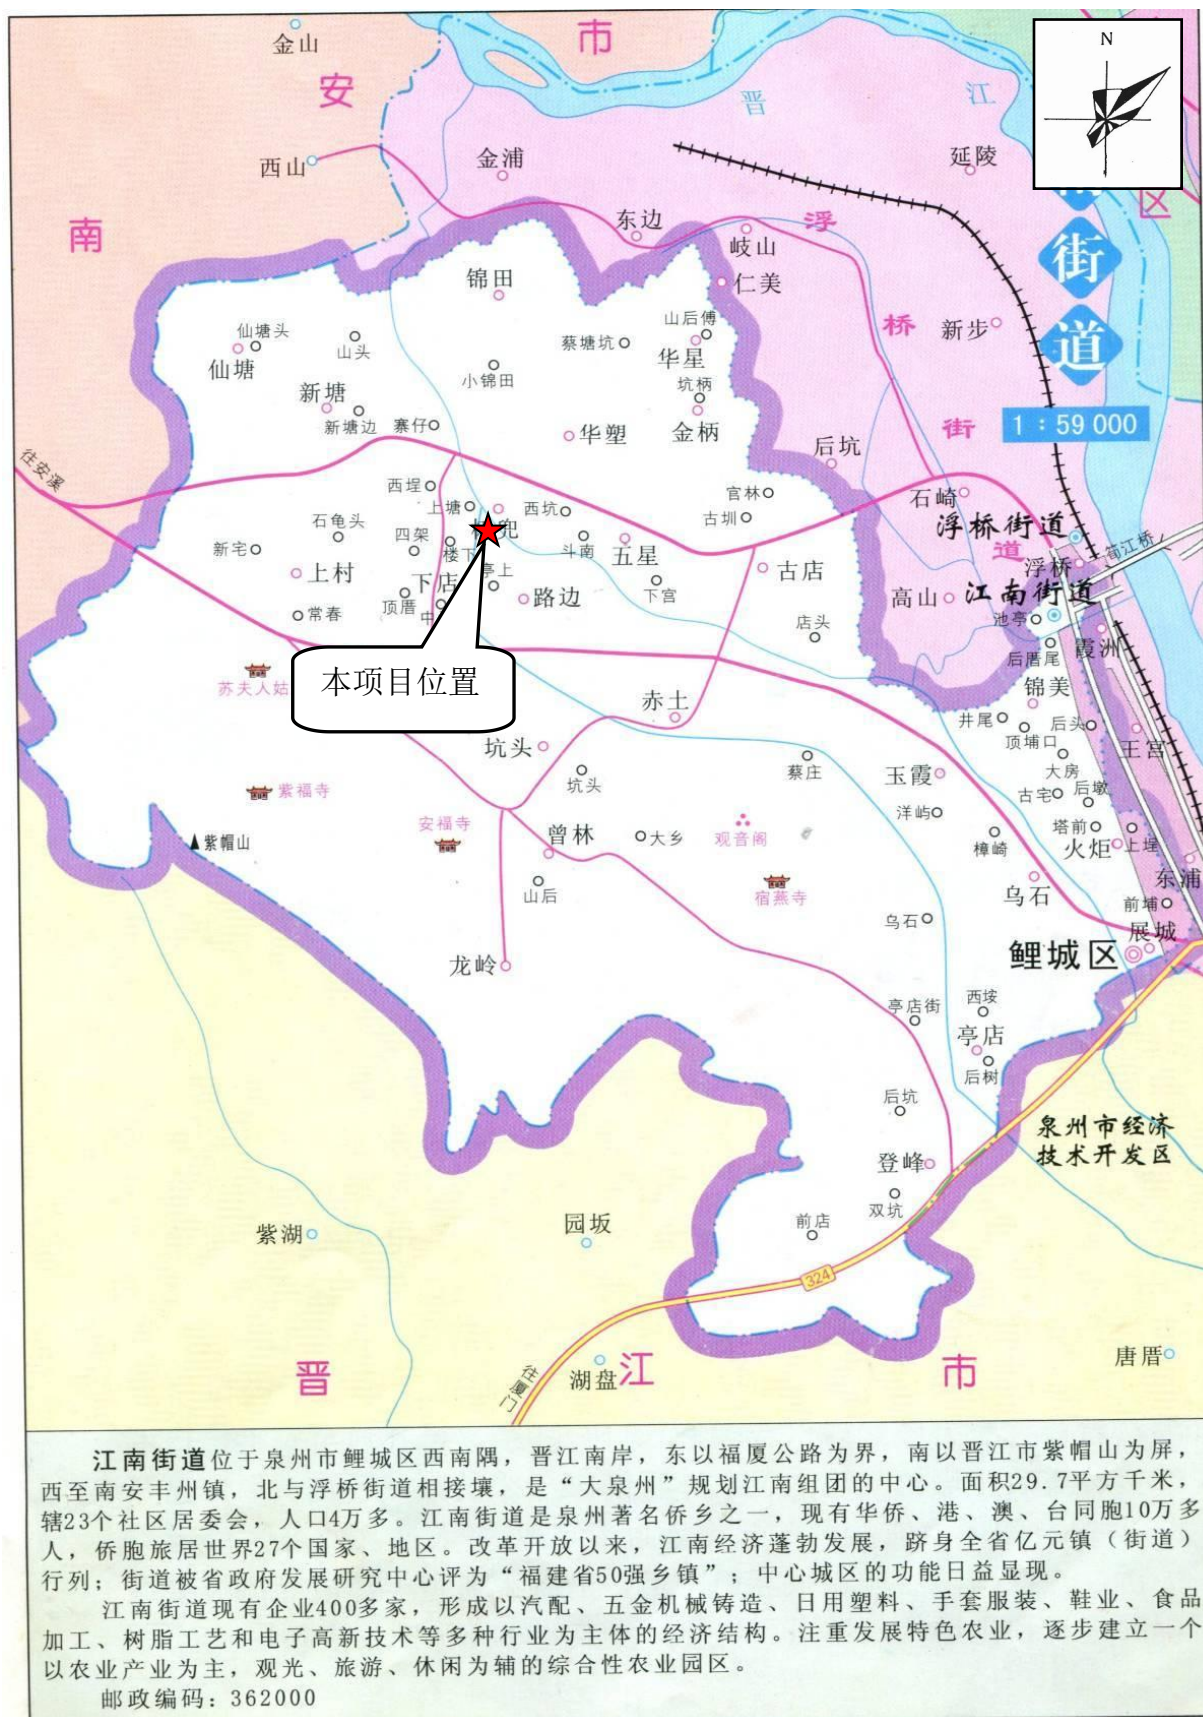 金山
市
N
安
晋
江
西山
金浦
延陵
区
南
东边
岐山
浮
街
仁美
锦田
桥
道
仙塘头
山头
蔡塘坑
山后傅
新步
仙塘
小锦田
华星
新塘
坑柄
1：59 000
新塘边
寨仔
华塑
金柄
街
后坑
往安溪
西埕
上塘
西坑
官林
石崎
石龟头
四架
兜
古圳
浮桥街道
新宅
楼下
斗南
五星
道
浮桥
笋江桥
上村
下店
亭上
下宫
古店
高山
江南街道
常春
顶厝
中
路边
店头
池亭
后厝尾
霞洲
苏夫人姑
本项目位置
赤土
锦美
井尾
顶埔口
后头
王宫
坑头
坑头
蔡庄
玉霞
大房
紫福寺
古宅
后墩
紫帽山
安福寺
曾林
大乡
观音阁
洋屿
樟崎
塔前
火炬
上埕
山后
宿燕寺
乌石
东浦
前埔
乌石
展城
龙岭
鲤城区
亭店街
西垵
亭店
后树
后坑
泉州市经济
技术开发区
登峰
紫湖
园坂
前店
双坑
324
晋
往厦门
湖盘
江
市
唐厝
江南街道位于泉州市鲤城区西南隅，晋江南岸，东以福厦公路为界，南以晋江市紫帽山为屏，
西至南安丰州镇，北与浮桥街道相接壤，是“大泉州”规划江南组团的中心。面积29.7平方千米，
辖23个社区居委会，人口4万多。江南街道是泉州著名侨乡之一，现有华侨、港、澳、台同胞10万多
人，侨胞旅居世界27个国家、地区。改革开放以来，江南经济蓬勃发展，跻身全省亿元镇（街道）
行列；街道被省政府发展研究中心评为“福建省50强乡镇”；中心城区的功能日益显现。
江南街道现有企业400多家，形成以汽配、五金机械铸造、日用塑料、手套服装、鞋业、食品
加工、树脂工艺和电子高新技术等多种行业为主体的经济结构。注重发展特色农业，逐步建立一个
以农业产业为主，观光、旅游、休闲为辅的综合性农业园区。
邮政编码：362000